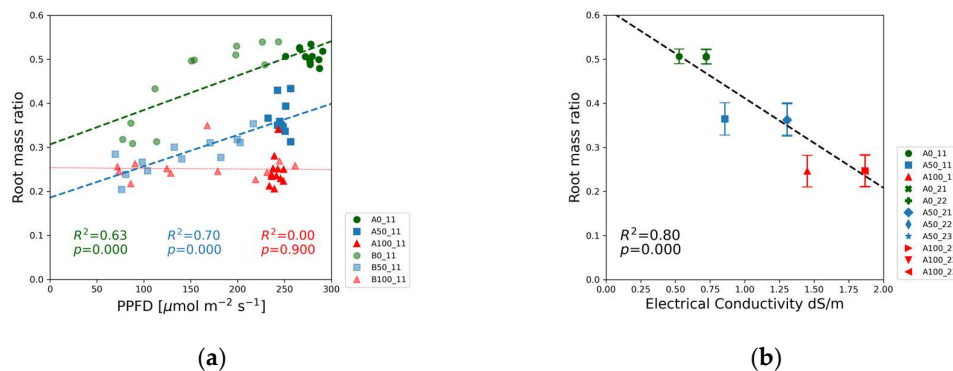 0.6
0.5
0.4
0.3
0.2
0.1
0.0
Root mass ratio
R²=0.63
p=0.000
R²=0.70
p=0.000
R²=0.00
p=0.900
0 50 100 150 200 250 300
PPFD [μmol m⁻² s⁻¹]
A0_11
A50_11
A100_11
B0_11
B50_11
B100_11
(a)
0.6
0.5
0.4
0.3
0.2
0.1
0.0
Root mass ratio
R²=0.80
p=0.000
0.00 0.25 0.50 0.75 1.00 1.25 1.50 1.75 2.00
Electrical Conductivity dS/m
A0_11
A50_11
A100_1
A0_21
A0_22
A50_21
A50_22
A50_23
A100_2
A100_2
A100_2
(b)